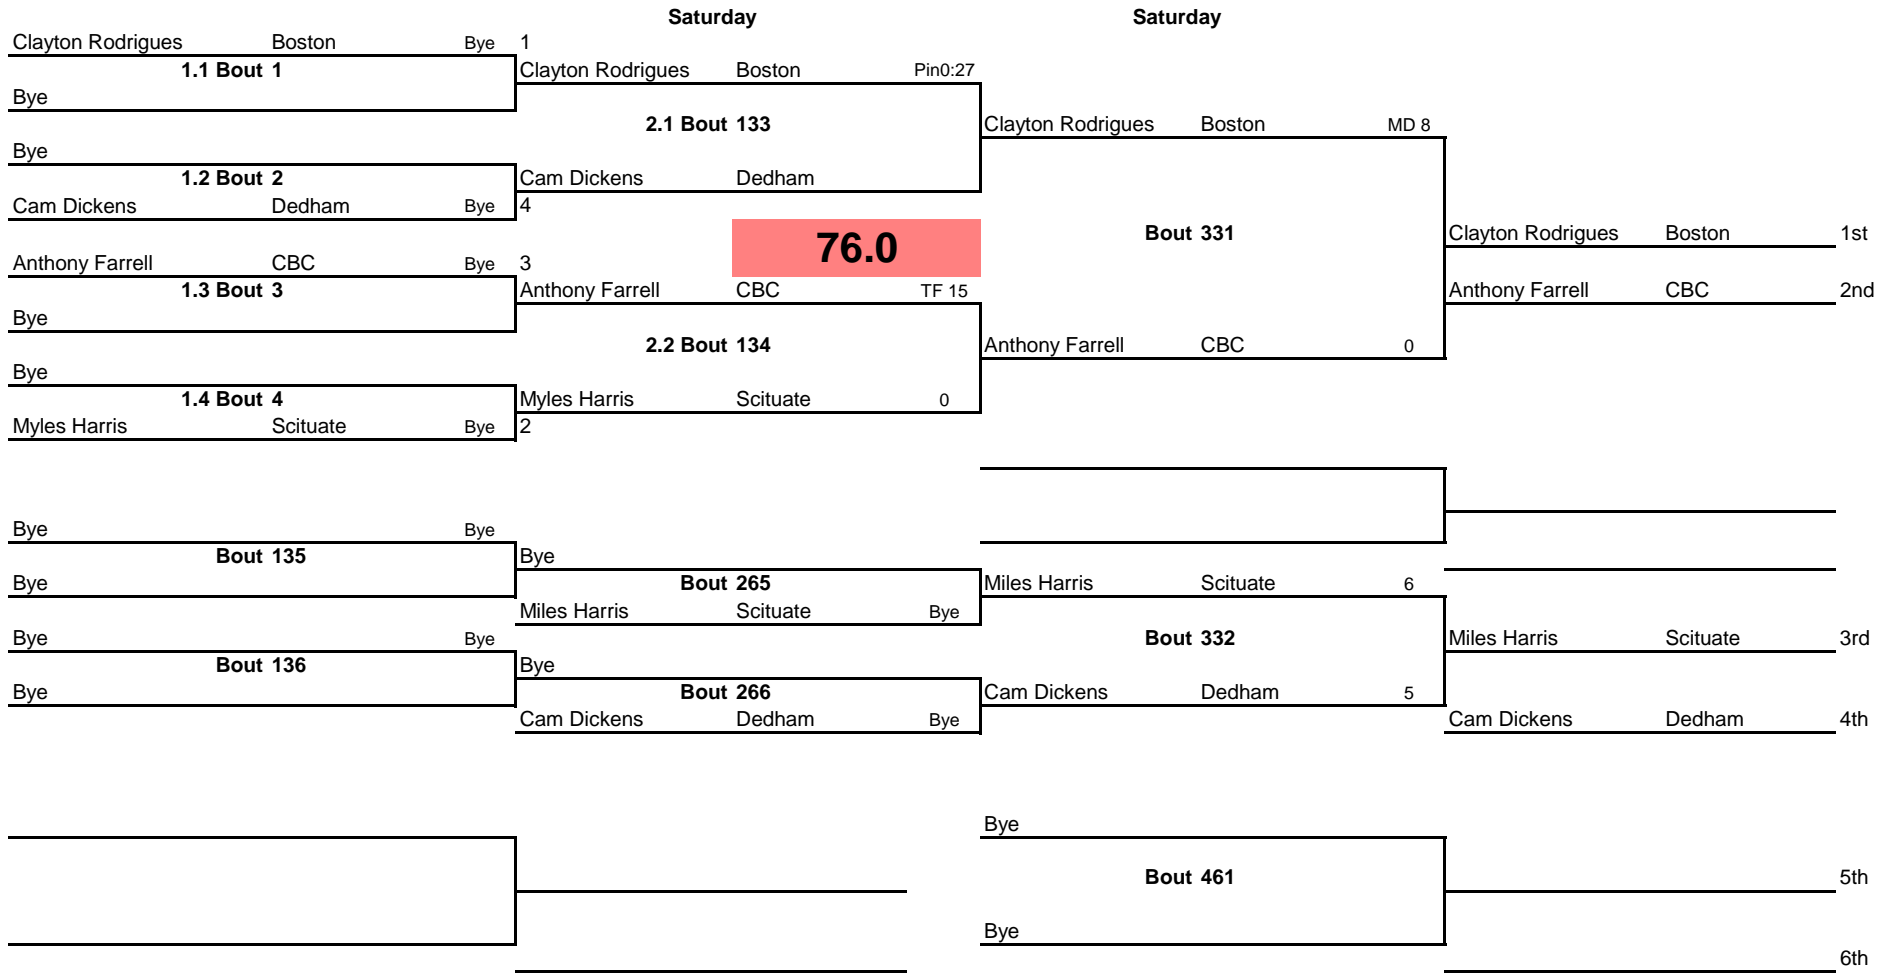 Saturday Saturday
Clayton Rodrigues Boston Bye 1
1.1 Bout 1 Clayton Rodrigues Boston Pin0:27
Bye
2.1 Bout 133 Clayton Rodrigues Boston MD 8
Bye
1.2 Bout 2 Cam Dickens Dedham
Cam Dickens Dedham Bye 4
76.0 Bout 331 Clayton Rodrigues Boston 1st
Anthony Farrell CBC Bye 3
1.3 Bout 3 Anthony Farrell CBC TF 15 Anthony Farrell CBC 2nd
Bye
2.2 Bout 134 Anthony Farrell CBC 0
Bye
1.4 Bout 4 Myles Harris Scituate 0
Myles Harris Scituate Bye 2
Bye Bye
Bout 135 Bye
Bye Bout 265 Miles Harris Scituate 6
Miles Harris Scituate Bye
Bye Bye Bout 332 Miles Harris Scituate 3rd
Bout 136 Bye
Bye Bout 266 Cam Dickens Dedham 5
Cam Dickens Dedham Bye Cam Dickens Dedham 4th
Bye
Bout 461 5th
Bye
6th